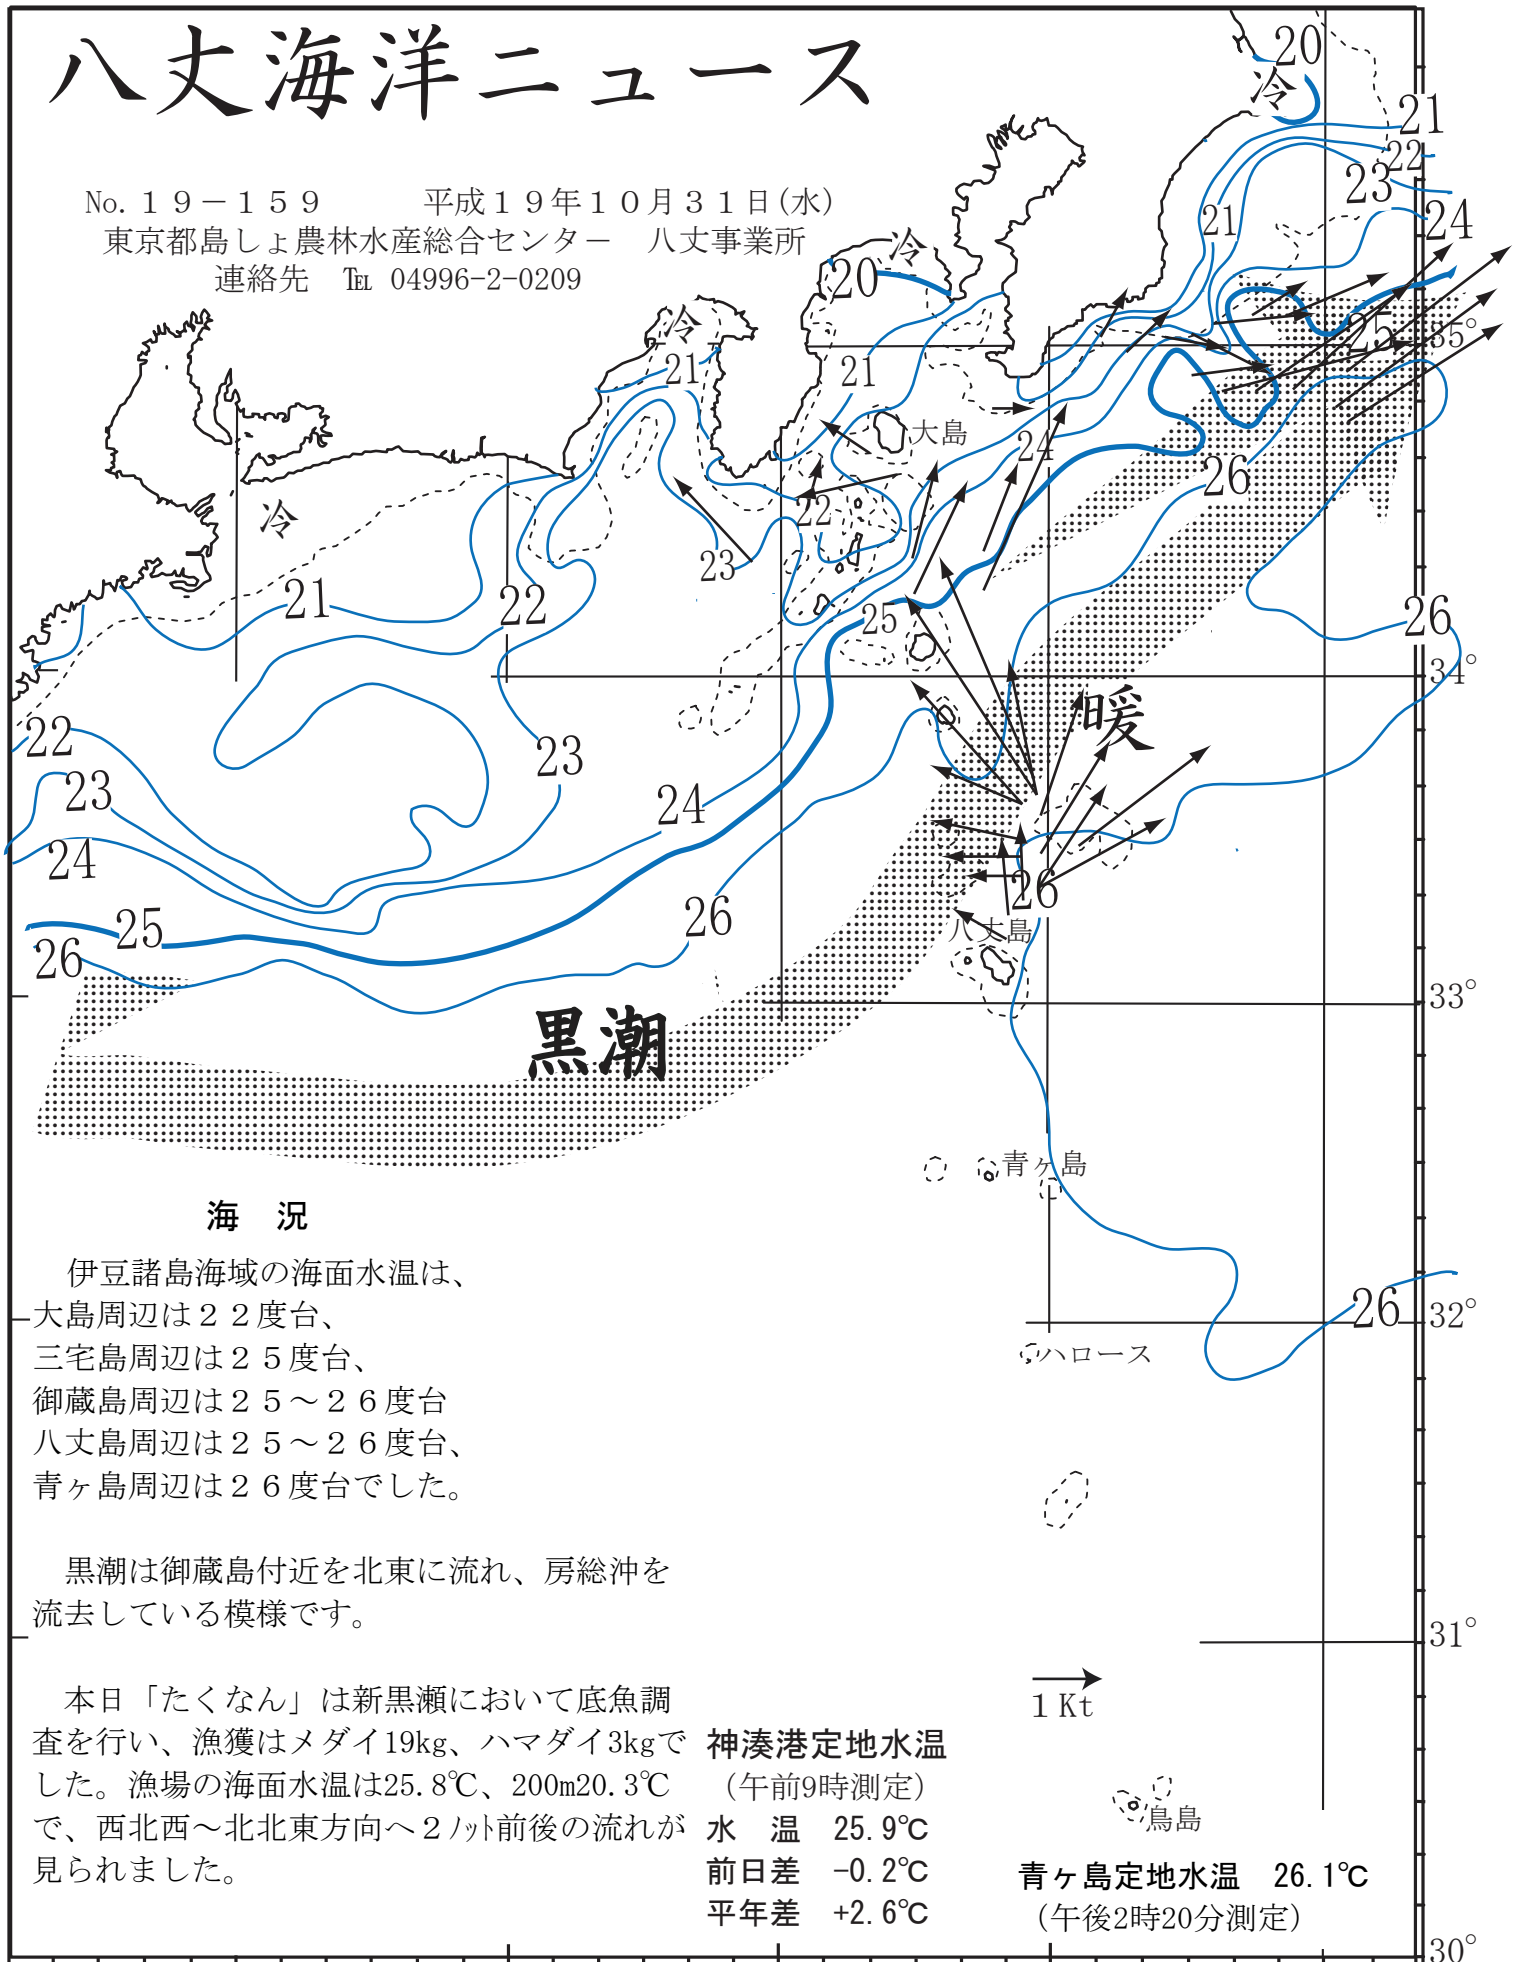 八丈海洋ニュース
No.１９－１５９　平成１９年１０月３１日(水)
東京都島しょ農林水産総合センタ－　八丈事業所
連絡先　℡ 04996-2-0209
20
冷
21
22
23
24
21
冷
20
冷
25
35°
21
21
大島
24
26
冷
22
23
21
22
25
26
34°
暖
22
23
23
24
24
26
八丈島
26
25
26
33°
黒潮
青ヶ島
26
32°
ハロース
31°
1 Kt
鳥島
30°
海　況
伊豆諸島海域の海面水温は、
大島周辺は２２度台、
三宅島周辺は２５度台、
御蔵島周辺は２５～２６度台
八丈島周辺は２５～２６度台、
青ヶ島周辺は２６度台でした。
黒潮は御蔵島付近を北東に流れ、房総沖を
流去している模様です。
本日「たくなん」は新黒瀬において底魚調
査を行い、漁獲はメダイ19kg、ハマダイ3kgで
した。漁場の海面水温は25.8℃、200m20.3℃
で、西北西～北北東方向へ２ﾉｯﾄ前後の流れが
見られました。
神湊港定地水温
（午前9時測定）
水　温　25.9℃
前日差　-0.2℃
平年差　+2.6℃
青ヶ島定地水温　26.1℃
（午後2時20分測定）